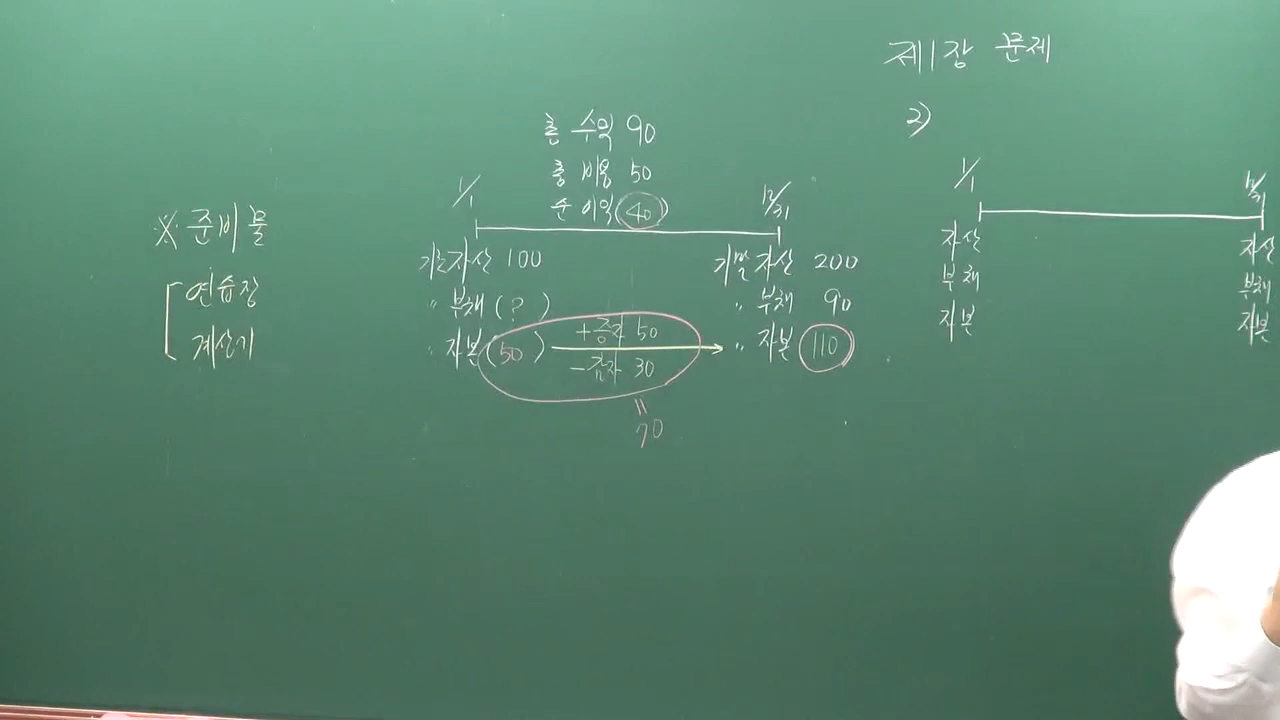 ※ 준비물
연습장
계산기
총 수익 90
총 비용 50
순 이익 (40)
1/1
12/31
기초자산 100
〃 부채 (?)
〃 자본 (50)
+증자 50
-감자 30
=
70
기말자산 200
〃 부채 90
〃 자본 110
제1장 문제
2)
1/1
자산
부채
자본
12/31
자산
부채
자본